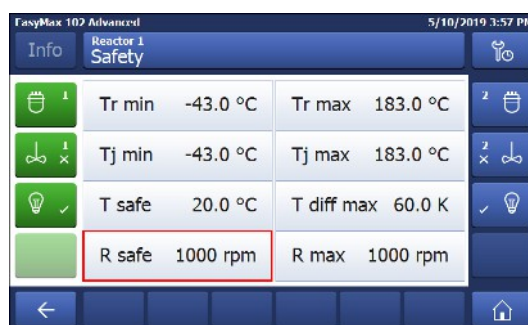 EasyMax 102 Advanced 5/10/2019 3:57 PM
Info
Reactor 1
Safety
1 Tr min -43.0 °C Tr max 183.0 °C 2
1 Tj min -43.0 °C Tj max 183.0 °C 2
T safe 20.0 °C T diff max 60.0 K
R safe 1000 rpm R max 1000 rpm